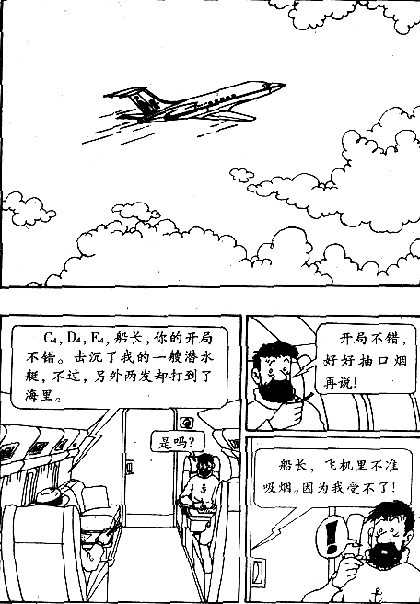 C₄，D₄，E₄，船长，你的开局
不错。击沉了我的一艘潜水
艇，不过，另外两发却打到了
海里。
是吗？
开局不错，
好好抽口烟
再说！
船长，飞机里不准
吸烟。因为我受不了！
!